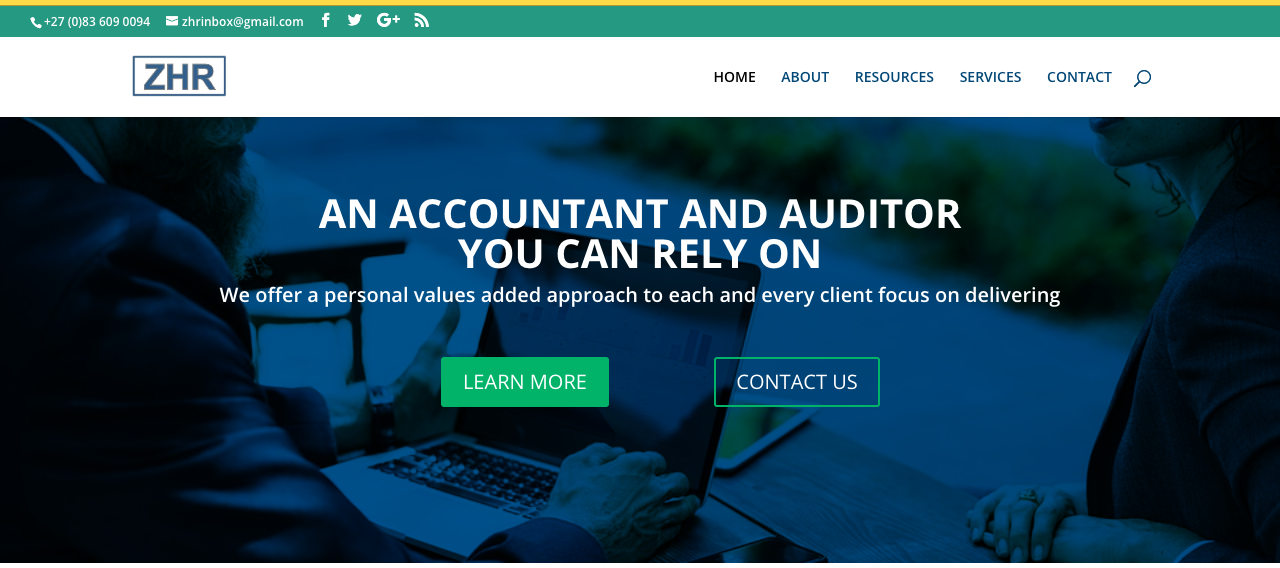 +27 (0)83 609 0094 zhrinbox@gmail.com
ZHR
HOME ABOUT RESOURCES SERVICES CONTACT
AN ACCOUNTANT AND AUDITOR
YOU CAN RELY ON
We offer a personal values added approach to each and every client focus on delivering
LEARN MORE CONTACT US